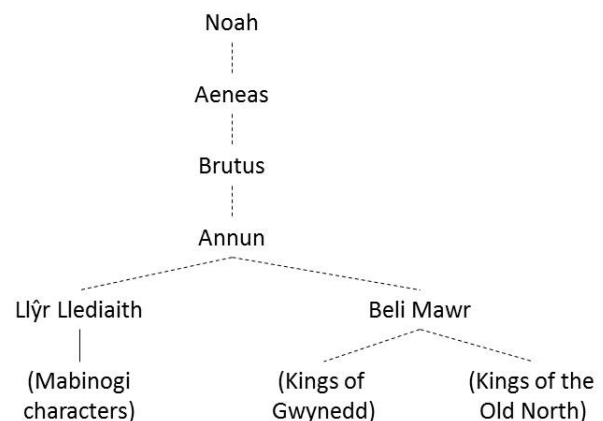 Noah
Aeneas
Brutus
Annun
Llŷr Llediaith
Beli Mawr
(Mabinogi
characters)
(Kings of
Gwynedd)
(Kings of the
Old North)